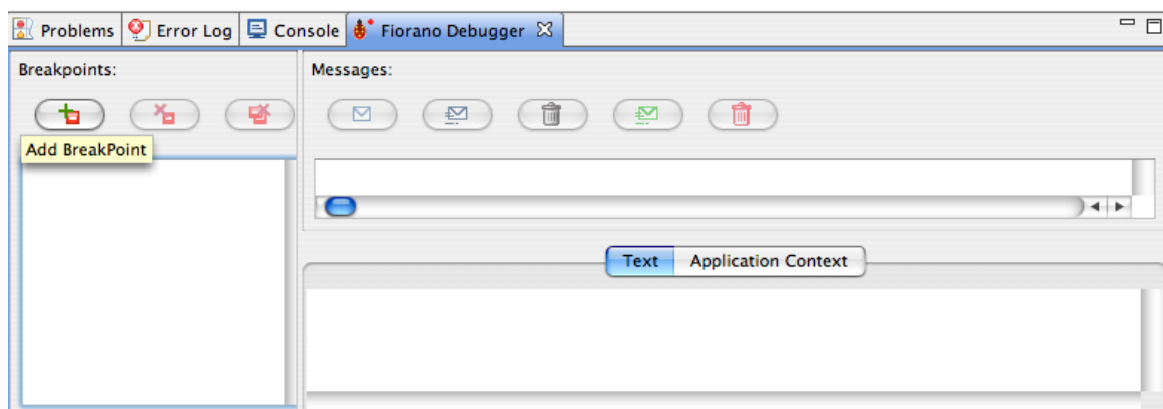 Problems Error Log Console Fiorano Debugger
Breakpoints:
Messages:
Add BreakPoint
Text Application Context